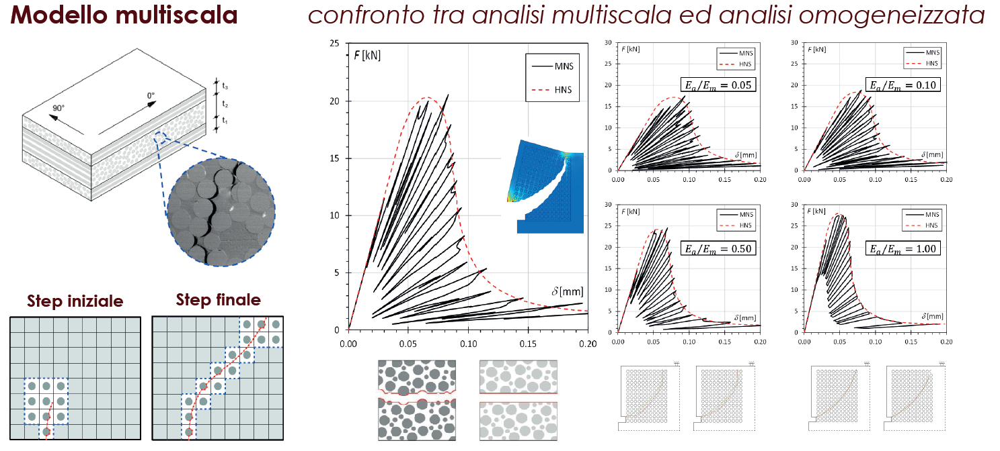 Modello multiscala
confronto tra analisi multiscala ed analisi omogeneizzata
90°
0°
t3
t2
t1
Step iniziale
Step finale
F [kN]
MNS
HNS
25
20
15
10
5
0
δ [mm]
0.00
0.05
0.10
0.15
0.20
F [kN]
MNS
HNS
Ea/Em = 0.05
30
25
20
15
10
5
0
δ [mm]
0.00
0.05
0.10
0.15
0.20
F [kN]
MNS
HNS
Ea/Em = 0.10
30
25
20
15
10
5
0
δ [mm]
0.00
0.05
0.10
0.15
0.20
F [kN]
MNS
HNS
Ea/Em = 0.50
30
25
20
15
10
5
0
δ [mm]
0.00
0.05
0.10
0.15
0.20
F [kN]
MNS
HNS
Ea/Em = 1.00
30
25
20
15
10
5
0
δ [mm]
0.00
0.05
0.10
0.15
0.20